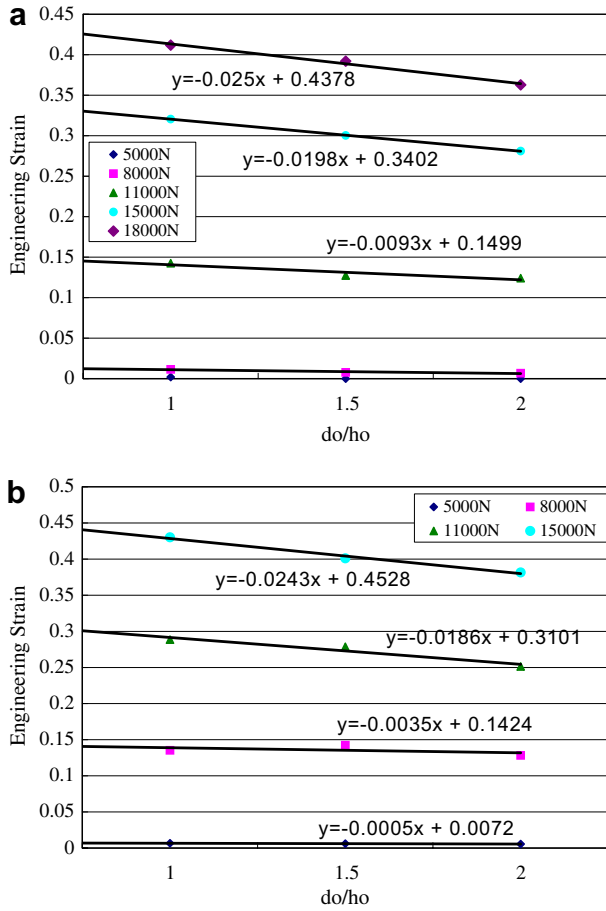 a
0.45
0.4
0.35
0.3
0.25
0.2
0.15
0.1
0.05
0
Engineering Strain
y=-0.025x + 0.4378
y=-0.0198x + 0.3402
5000N
8000N
11000N
15000N
18000N
y=-0.0093x + 0.1499
1 1.5 2
do/ho
b
0.5
0.45
0.4
0.35
0.3
0.25
0.2
0.15
0.1
0.05
0
Engineering Strain
5000N 8000N
11000N 15000N
y=-0.0243x + 0.4528
y=-0.0186x + 0.3101
y=-0.0035x + 0.1424
y=-0.0005x + 0.0072
1 1.5 2
do/ho